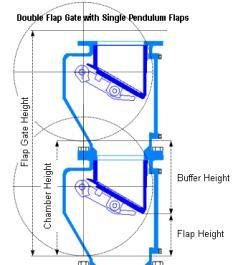 Double Flap Gate with Single Pendulum Flaps
Flap Gate Height
Chamber Height
Buffer Height
Flap Height